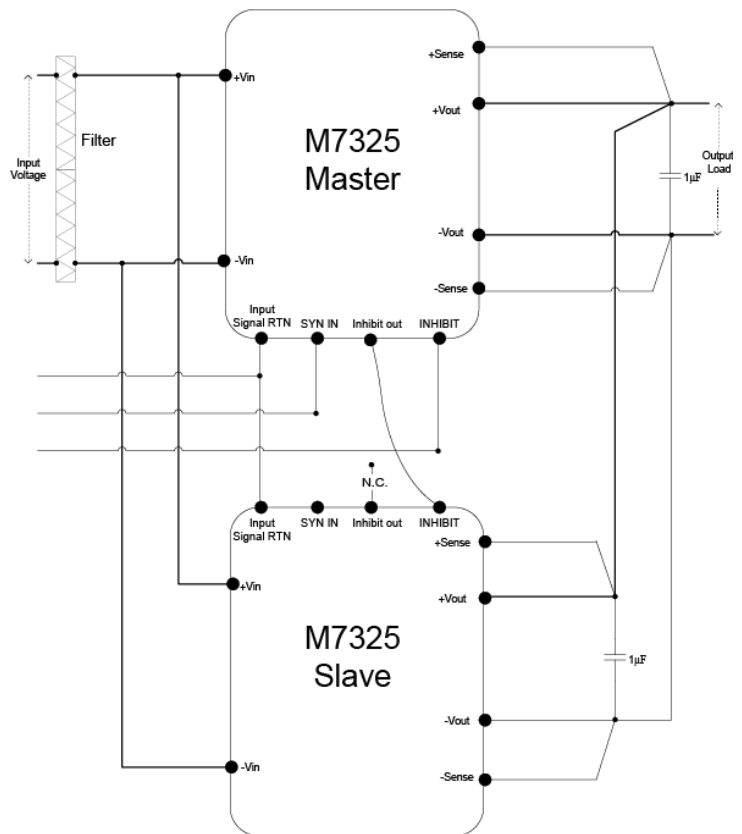 +Sense
+Vin
+Vout
Filter
M7325
Master
Input
Voltage
1µF
Output
Load
-Vout
-Vin
-Sense
Input
Signal RTN
SYN IN
Inhibit out
INHIBIT
N.C.
Input
Signal RTN
SYN IN
Inhibit out
INHIBIT
+Sense
+Vin
+Vout
M7325
Slave
1µF
-Vout
-Vin
-Sense